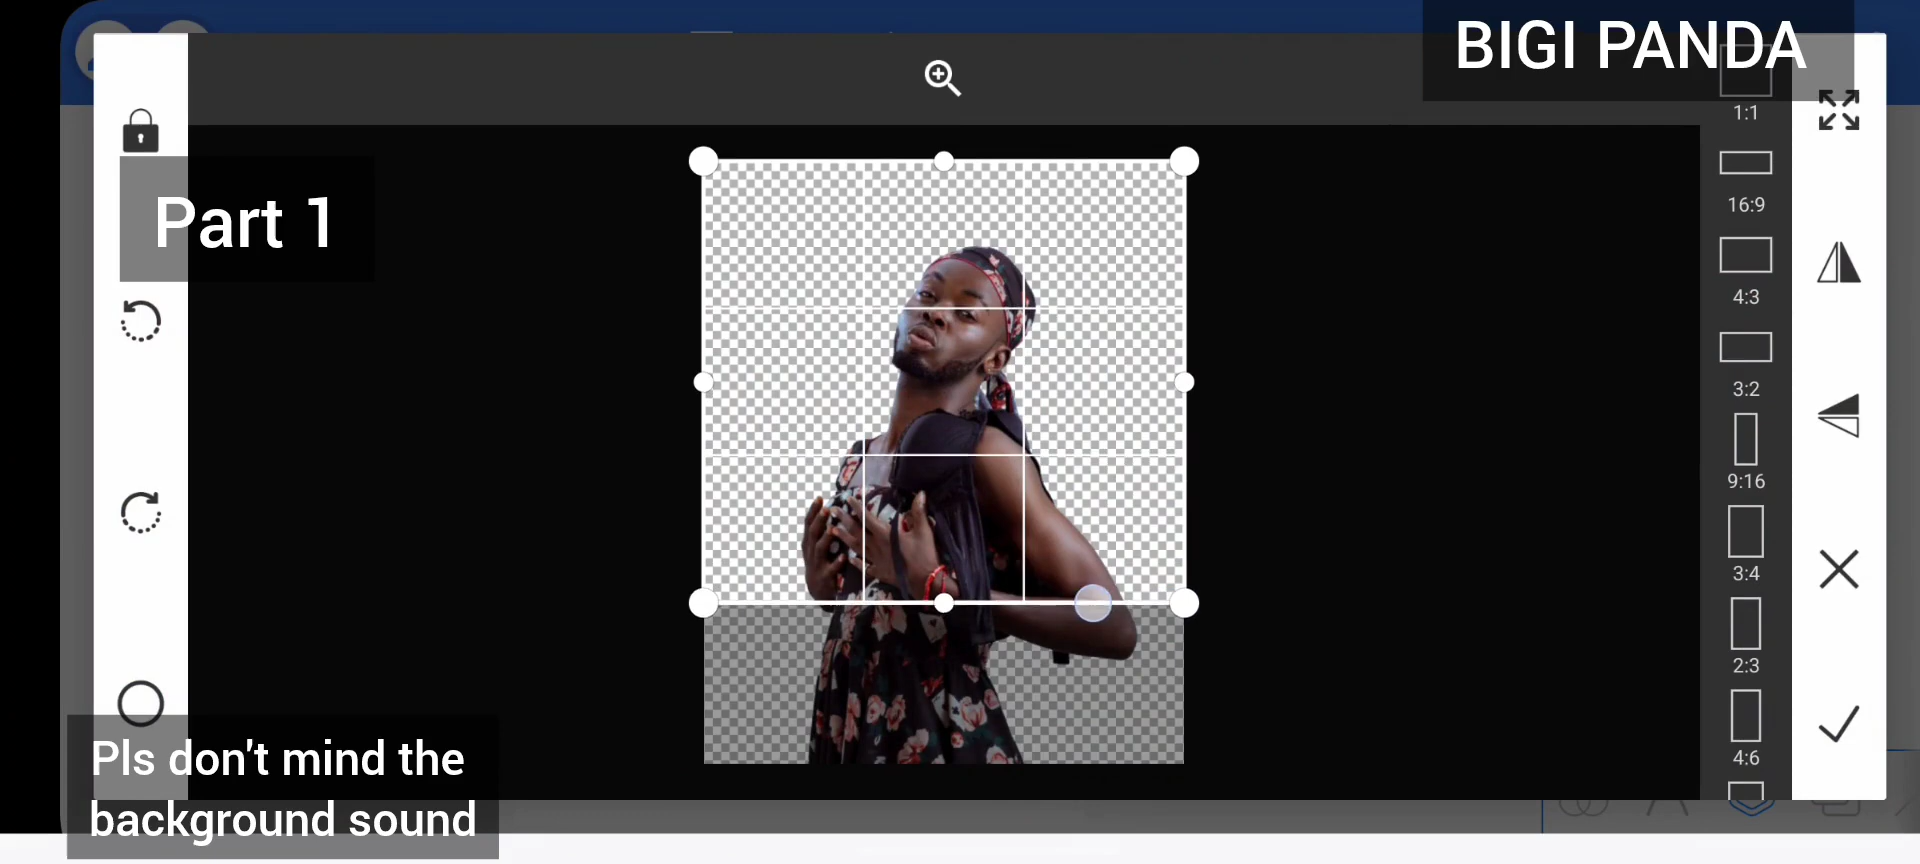 BIGI PANDA
Part 1
1:1
16:9
4:3
3:2
9:16
3:4
2:3
4:6
Pls don't mind the
background sound